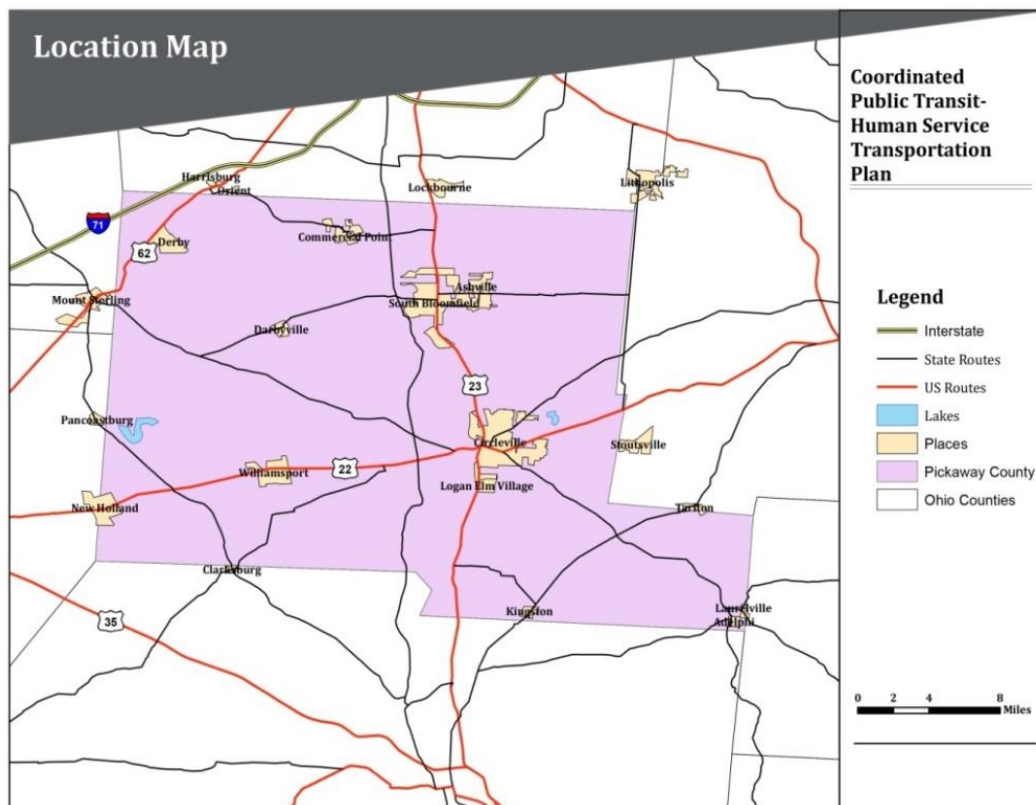 Location Map
Coordinated
Public Transit-
Human Service
Transportation
Plan
Harrisburg
Orient
Lockbourne
Lithopolis
71
Commercial Point
Derby
62
Mount Sterling
Ashville
South Bloomfield
Darbyville
23
Pancoastburg
Circleville
Stoutsville
Williamsport
22
Logan Elm Village
New Holland
Tarlton
Clarksburg
Kingston
Laurelville
Adelphi
35
Legend
Interstate
State Routes
US Routes
Lakes
Places
Pickaway County
Ohio Counties
0 2 4 8
Miles